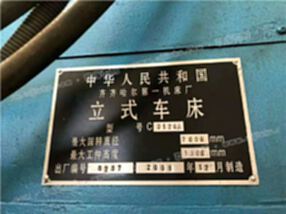 中华人民共和国
齐齐哈尔第一机床厂
立式车床
型号 C
最大回转直径 mm
最大工件高度 mm
出厂编号 年12月制造